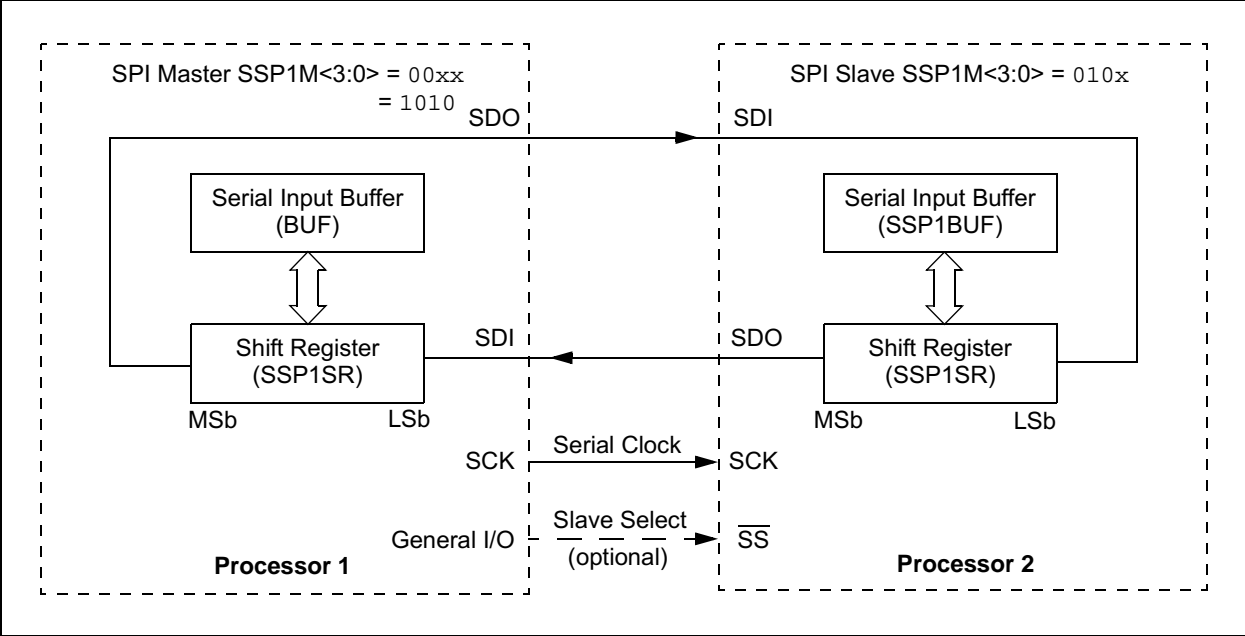 SPI Master SSP1M<3:0> = 00xx
= 1010
SDO
Serial Input Buffer
(BUF)
Shift Register
(SSP1SR)
MSb
LSb
SDI
SCK
General I/O
Processor 1
Serial Clock
Slave Select
(optional)
SPI Slave SSP1M<3:0> = 010x
SDI
Serial Input Buffer
(SSP1BUF)
SDO
Shift Register
(SSP1SR)
MSb
LSb
SCK
S̅S̅
Processor 2